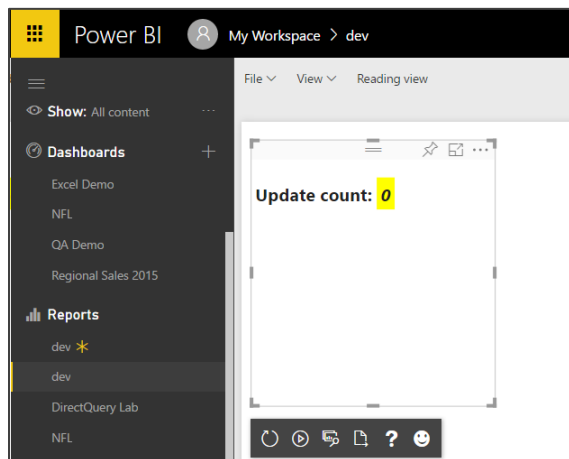 Power BI
My Workspace > dev
File View Reading view
Show: All content
Dashboards
Excel Demo
NFL
QA Demo
Regional Sales 2015
Reports
dev
dev
DirectQuery Lab
NFL
Update count: 0
?